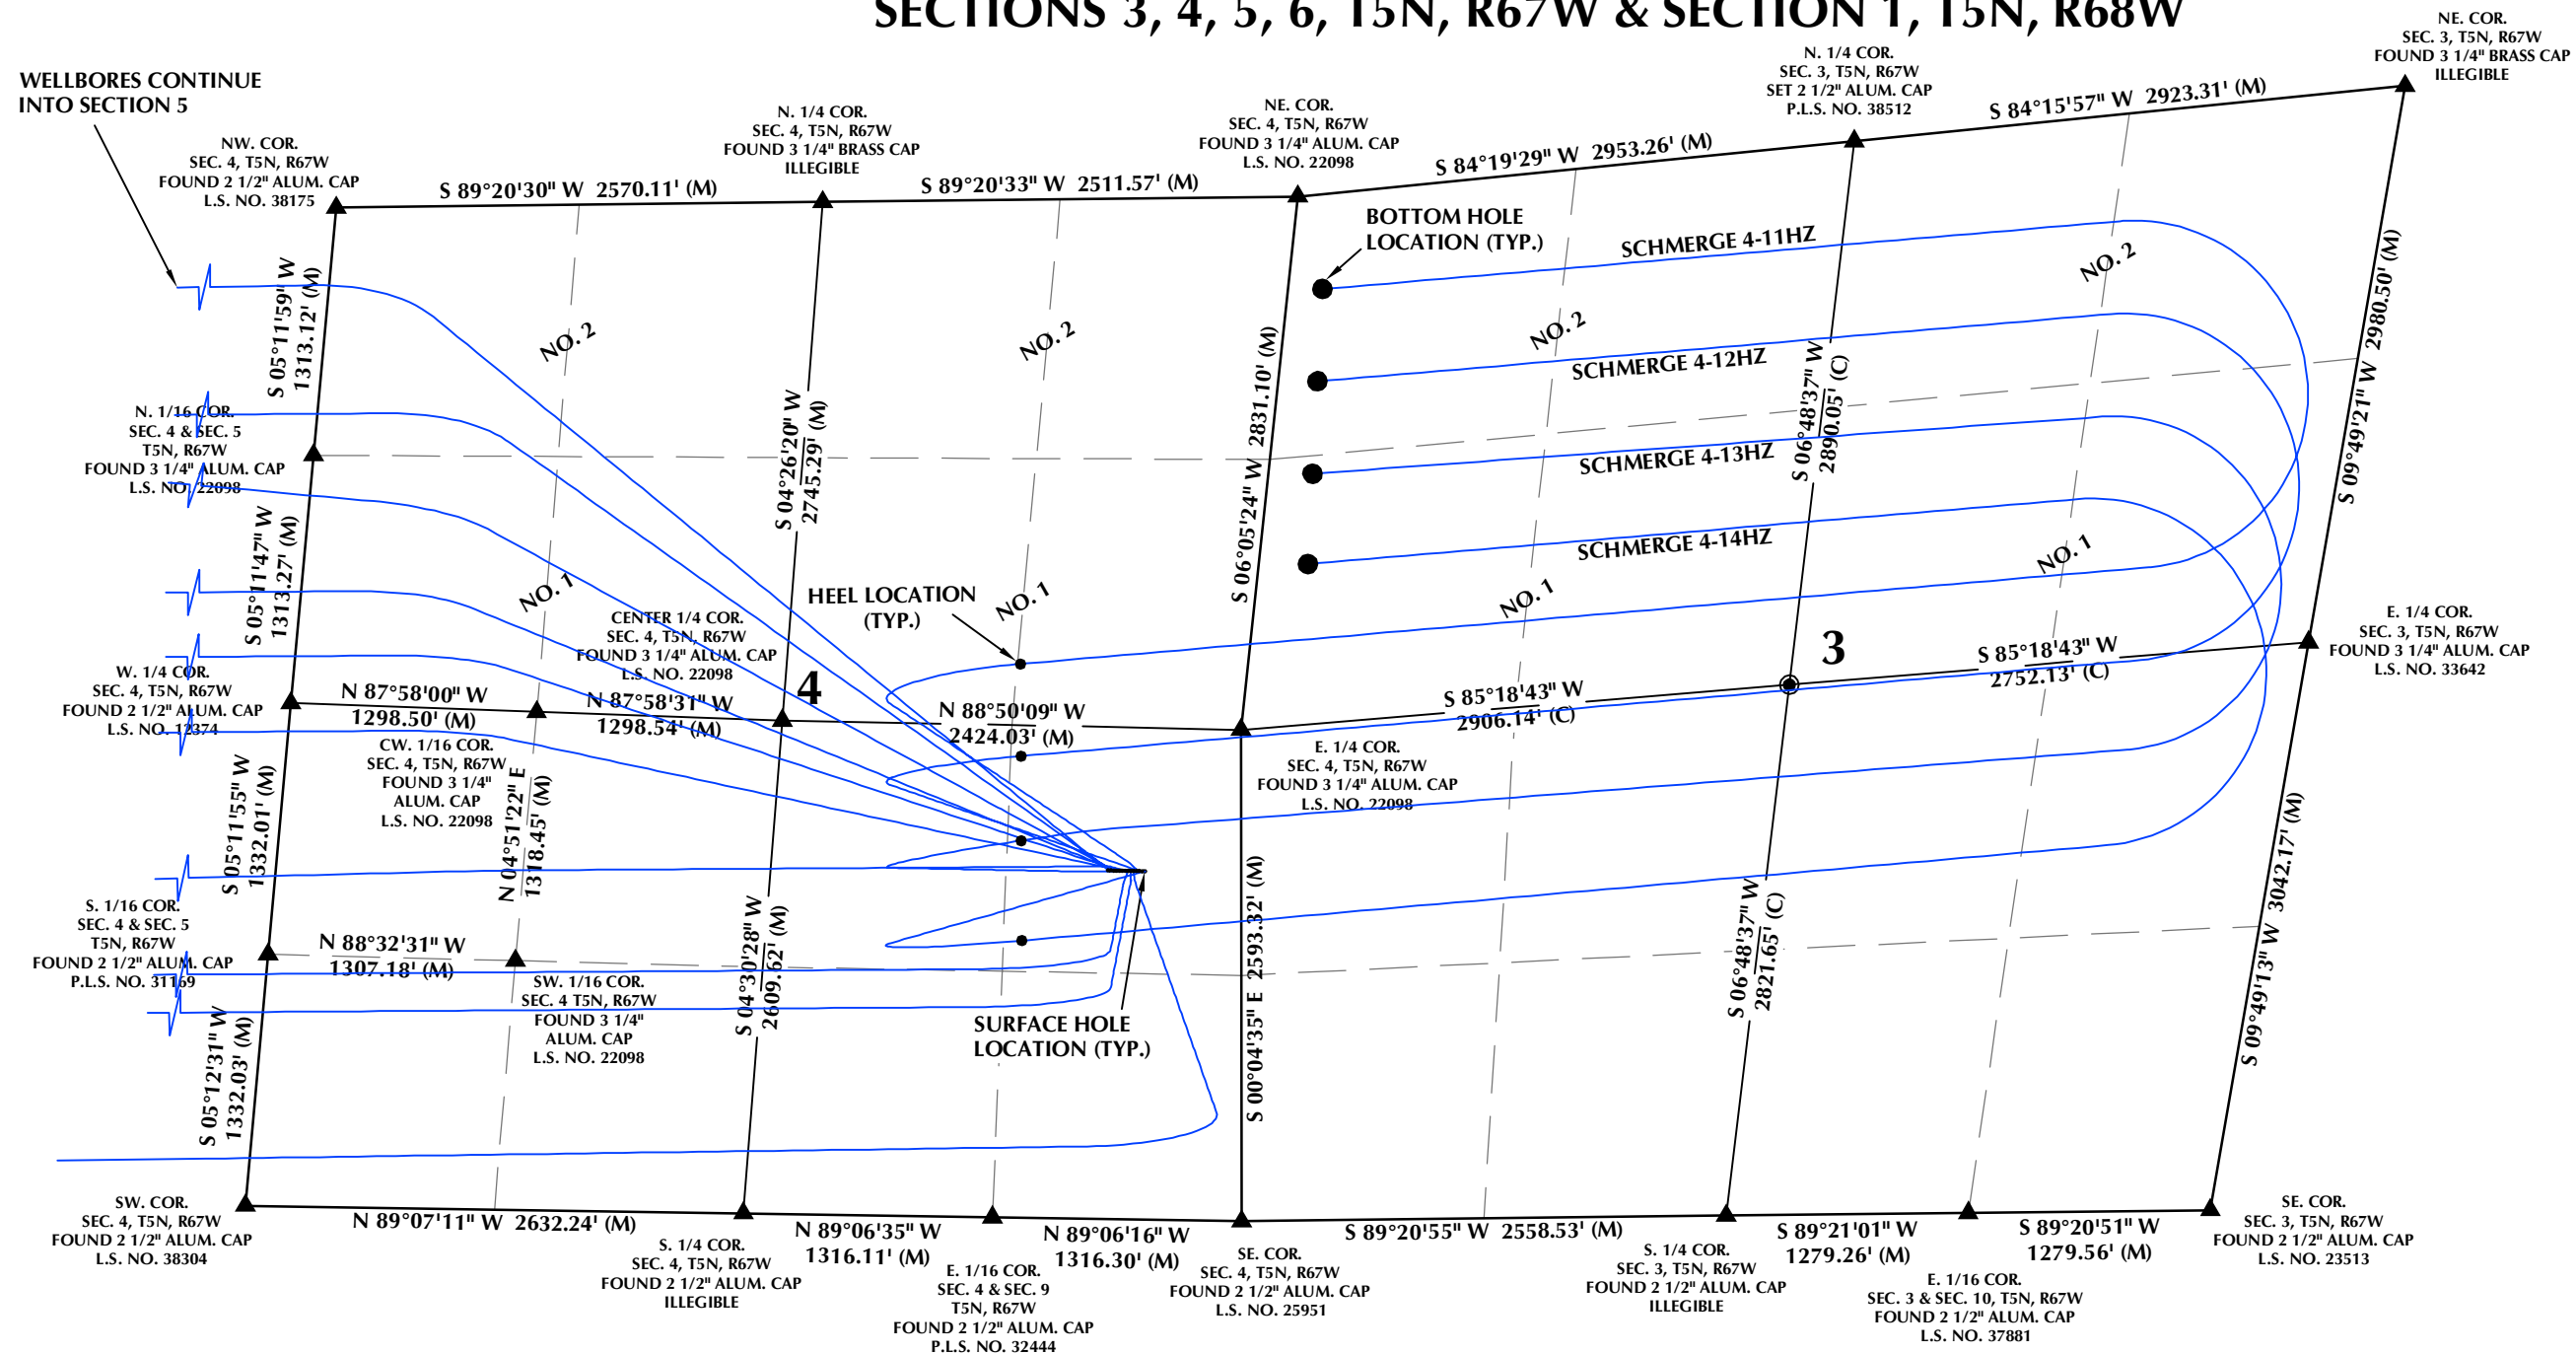 SECTIONS 3, 4, 5, 6, T5N, R67W & SECTION 1, T5N, R68W
WELLBORES CONTINUE
INTO SECTION 5
NW. COR.
SEC. 4, T5N, R67W
FOUND 2 1/2" ALUM. CAP
L.S. NO. 38175
S 89°20'30" W 2570.11' (M)
N. 1/4 COR.
SEC. 4, T5N, R67W
FOUND 3 1/4" BRASS CAP
ILLEGIBLE
S 89°20'33" W 2511.57' (M)
NE. COR.
SEC. 4, T5N, R67W
FOUND 3 1/4" ALUM. CAP
L.S. NO. 22098
S 84°19'29" W 2953.26' (M)
N. 1/4 COR.
SEC. 3, T5N, R67W
SET 2 1/2" ALUM. CAP
P.L.S. NO. 38512
S 84°15'57" W 2923.31' (M)
NE. COR.
SEC. 3, T5N, R67W
FOUND 3 1/4" BRASS CAP
ILLEGIBLE
BOTTOM HOLE
LOCATION (TYP.)
SCHMERGE 4-11HZ
SCHMERGE 4-12HZ
SCHMERGE 4-13HZ
SCHMERGE 4-14HZ
NO. 2
NO. 2
NO. 2
NO. 2
S 05°11'59" W
1313.12' (M)
N. 1/16 COR.
SEC. 4 & SEC. 5
T5N, R67W
FOUND 3 1/4" ALUM. CAP
L.S. NO. 22098
S 04°26'20" W
2745.29' (M)
S 06°05'24" W 2831.10' (M)
S 06°48'37" W
2890.05' (C)
S 09°49'21" W 2980.50' (M)
S 05°11'47" W
1313.27' (M)
NO. 1
NO. 1
NO. 1
NO. 1
HEEL LOCATION
(TYP.)
CENTER 1/4 COR.
SEC. 4, T5N, R67W
FOUND 3 1/4" ALUM. CAP
L.S. NO. 22098
W. 1/4 COR.
SEC. 4, T5N, R67W
FOUND 2 1/2" ALUM. CAP
L.S. NO. 12374
N 87°58'00" W
1298.50' (M)
N 87°58'31" W
1298.54' (M)
4
N 88°50'09" W
2424.03' (M)
S 85°18'43" W
2906.14' (C)
3
S 85°18'43" W
2752.13' (C)
E. 1/4 COR.
SEC. 3, T5N, R67W
FOUND 3 1/4" ALUM. CAP
L.S. NO. 33642
CW. 1/16 COR.
SEC. 4, T5N, R67W
FOUND 3 1/4"
ALUM. CAP
L.S. NO. 22098
E. 1/4 COR.
SEC. 4, T5N, R67W
FOUND 3 1/4" ALUM. CAP
L.S. NO. 22098
S 05°11'55" W
1332.01' (M)
N 04°51'22" E
1318.45' (M)
S 04°30'28" W
2609.62' (M)
S 00°04'35" E 2593.32' (M)
S 06°48'37" W
2821.65' (C)
S 09°49'13" W 3042.17' (M)
S. 1/16 COR.
SEC. 4 & SEC. 5
T5N, R67W
FOUND 2 1/2" ALUM. CAP
P.L.S. NO. 31169
N 88°32'31" W
1307.18' (M)
SW. 1/16 COR.
SEC. 4 T5N, R67W
FOUND 3 1/4"
ALUM. CAP
L.S. NO. 22098
SURFACE HOLE
LOCATION (TYP.)
S 05°12'31" W
1332.03' (M)
SW. COR.
SEC. 4, T5N, R67W
FOUND 2 1/2" ALUM. CAP
L.S. NO. 38304
N 89°07'11" W 2632.24' (M)
S. 1/4 COR.
SEC. 4, T5N, R67W
FOUND 2 1/2" ALUM. CAP
ILLEGIBLE
N 89°06'35" W
1316.11' (M)
E. 1/16 COR.
SEC. 4 & SEC. 9
T5N, R67W
FOUND 2 1/2" ALUM. CAP
P.L.S. NO. 32444
N 89°06'16" W
1316.30' (M)
SE. COR.
SEC. 4, T5N, R67W
FOUND 2 1/2" ALUM. CAP
L.S. NO. 25951
S 89°20'55" W 2558.53' (M)
S. 1/4 COR.
SEC. 3, T5N, R67W
FOUND 2 1/2" ALUM. CAP
ILLEGIBLE
S 89°21'01" W
1279.26' (M)
E. 1/16 COR.
SEC. 3 & SEC. 10, T5N, R67W
FOUND 2 1/2" ALUM. CAP
L.S. NO. 37881
S 89°20'51" W
1279.56' (M)
SE. COR.
SEC. 3, T5N, R67W
FOUND 2 1/2" ALUM. CAP
L.S. NO. 23513